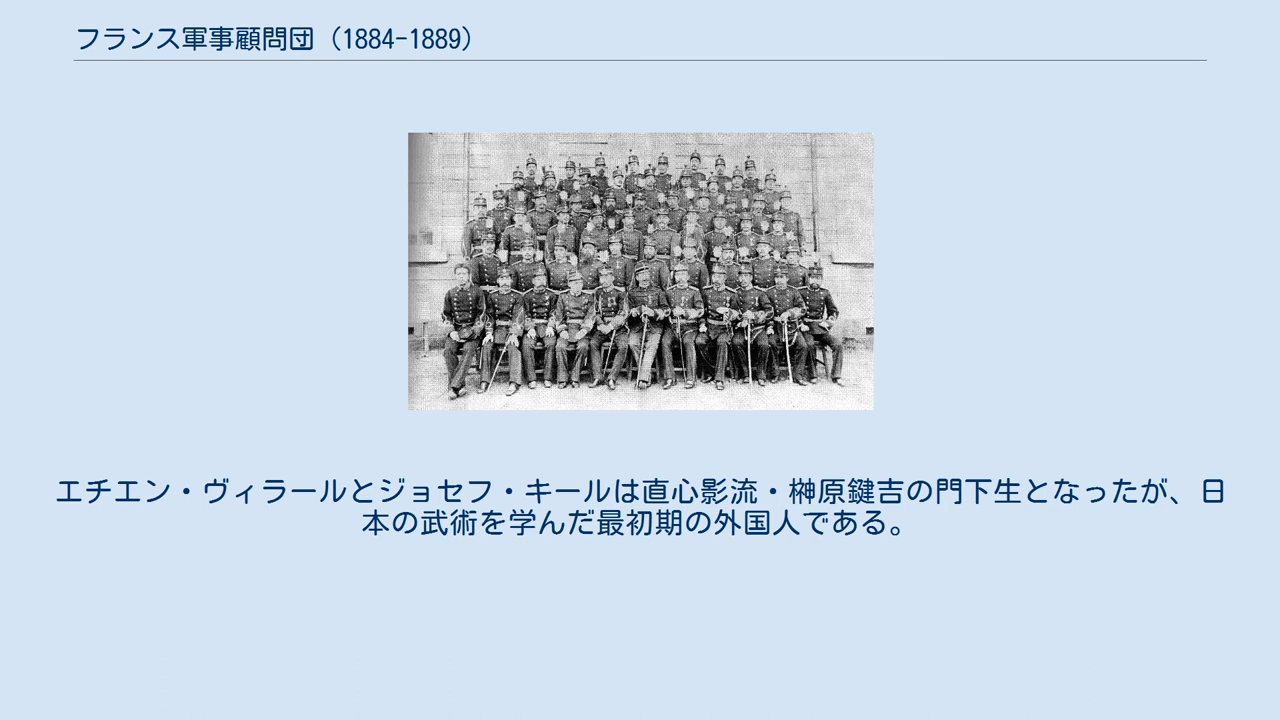 フランス軍事顧問団（1884-1889）
エチエン・ヴィラールとジョセフ・キールは直心影流・榊原鍵吉の門下生となったが、日
本の武術を学んだ最初期の外国人である。